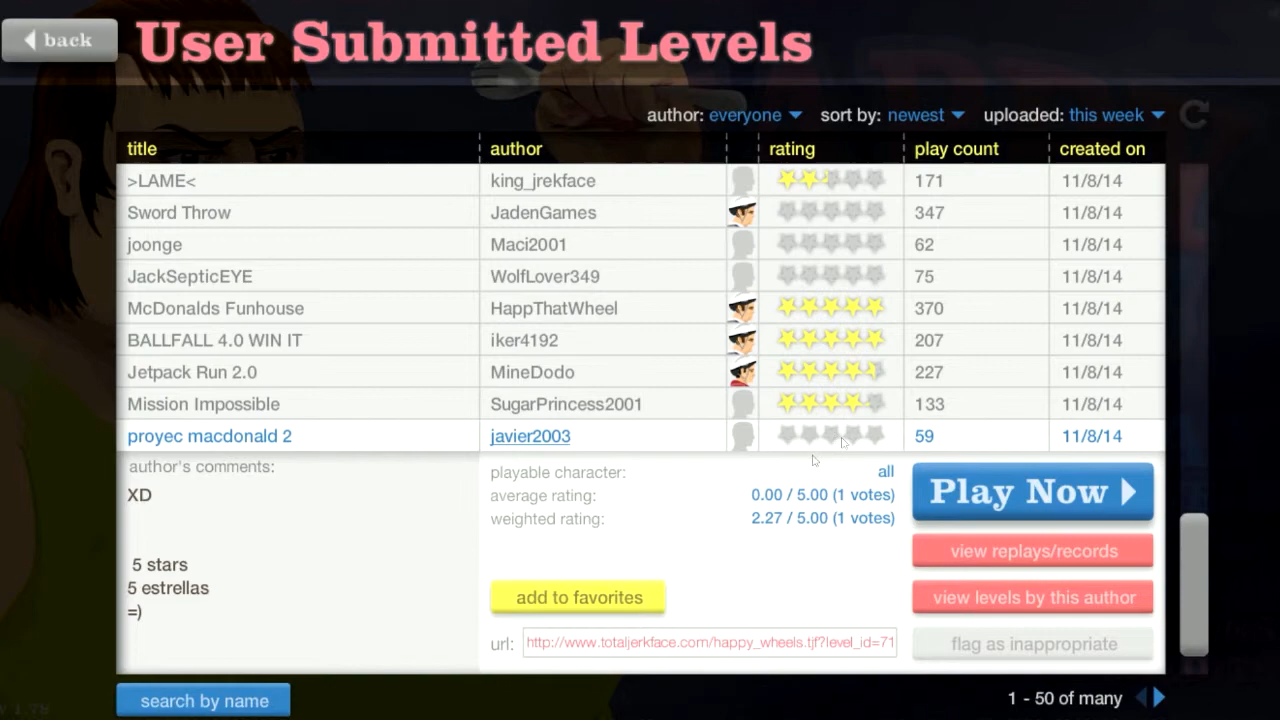 back
User Submitted Levels
author: everyone sort by: newest uploaded: this week
title author rating play count created on
>LAME< king_jrekface 171 11/8/14
Sword Throw JadenGames 347 11/8/14
joonge Maci2001 62 11/8/14
JackSepticEYE WolfLover349 75 11/8/14
McDonalds Funhouse HappThatWheel 370 11/8/14
BALLFALL 4.0 WIN IT iker4192 207 11/8/14
Jetpack Run 2.0 MineDodo 227 11/8/14
Mission Impossible SugarPrincess2001 133 11/8/14
proyec macdonald 2 javier2003 59 11/8/14
author's comments:
XD
5 stars
5 estrellas
=)
playable character: all
average rating: 0.00 / 5.00 (1 votes)
weighted rating: 2.27 / 5.00 (1 votes)
add to favorites
url: http://www.totaljerkface.com/happy_wheels.tjf?level_id=71
Play Now
view replays/records
view levels by this author
flag as inappropriate
search by name
1 - 50 of many